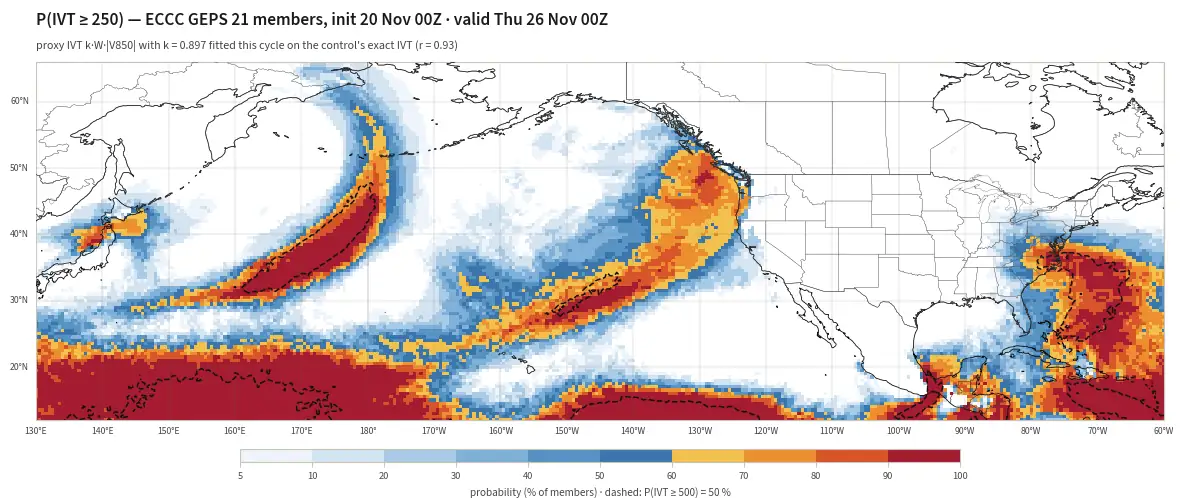 P(IVT ≥ 250) — ECCC GEPS 21 members, init 20 Nov 00Z · valid Thu 26 Nov 00Z
proxy IVT k·W·|V850| with k = 0.897 fitted this cycle on the control's exact IVT (r = 0.93)
60°N
50°N
40°N
30°N
20°N
130°E 140°E 150°E 160°E 170°E 180° 170°W 160°W 150°W 140°W 130°W 120°W 110°W 100°W 90°W 80°W 70°W 60°W
5 10 20 30 40 50 60 70 80 90 100
probability (% of members) · dashed: P(IVT ≥ 500) = 50 %